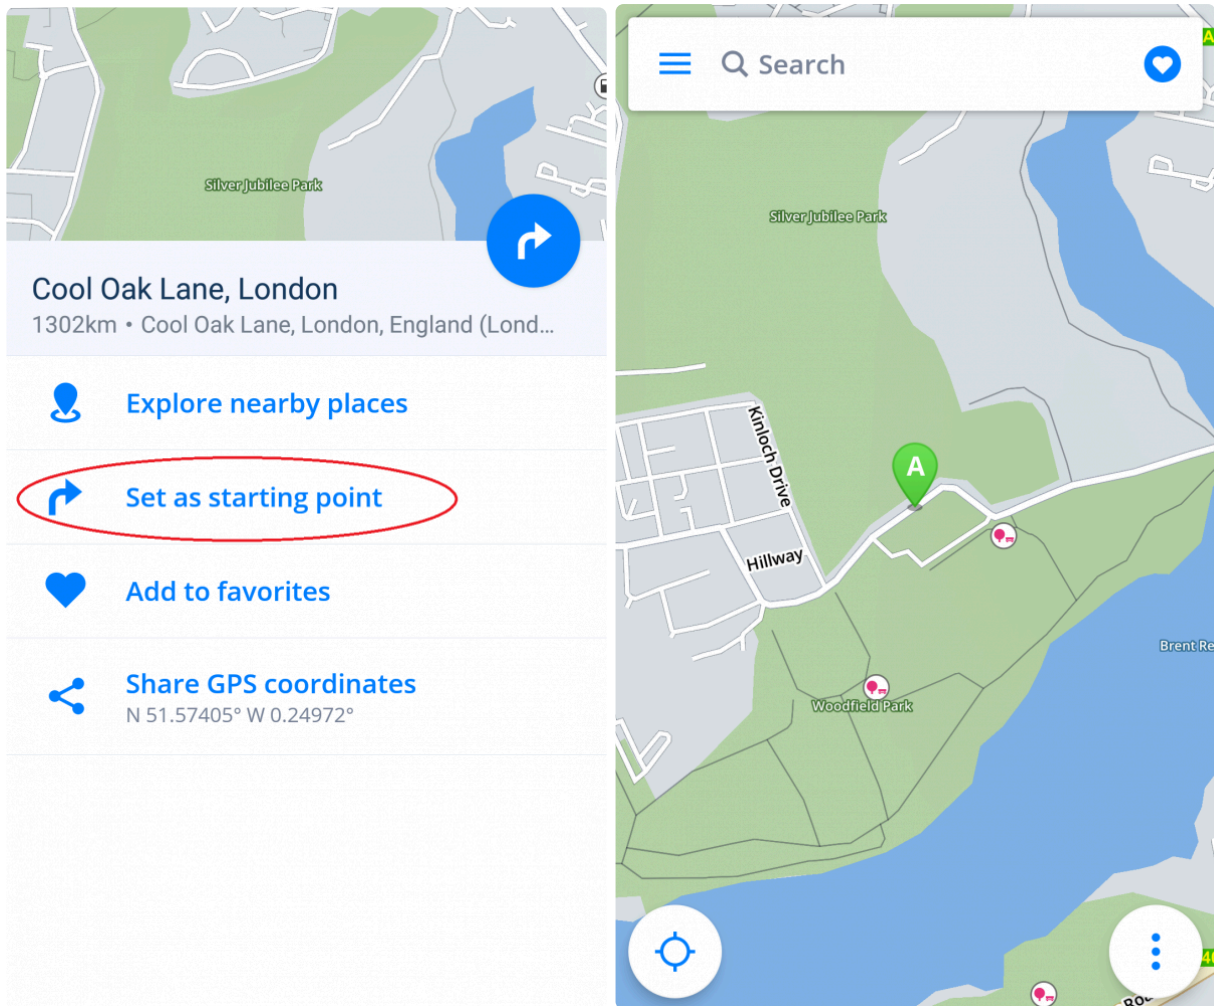 Silver Jubilee Park
Cool Oak Lane, London
1302km • Cool Oak Lane, London, England (Lond...
Explore nearby places
Set as starting point
Add to favorites
Share GPS coordinates
N 51.57405° W 0.24972°
Search
A
Silver Jubilee Park
Kinloch Drive
A
Hillway
Brent Re
Woodfield Park
40
Roa